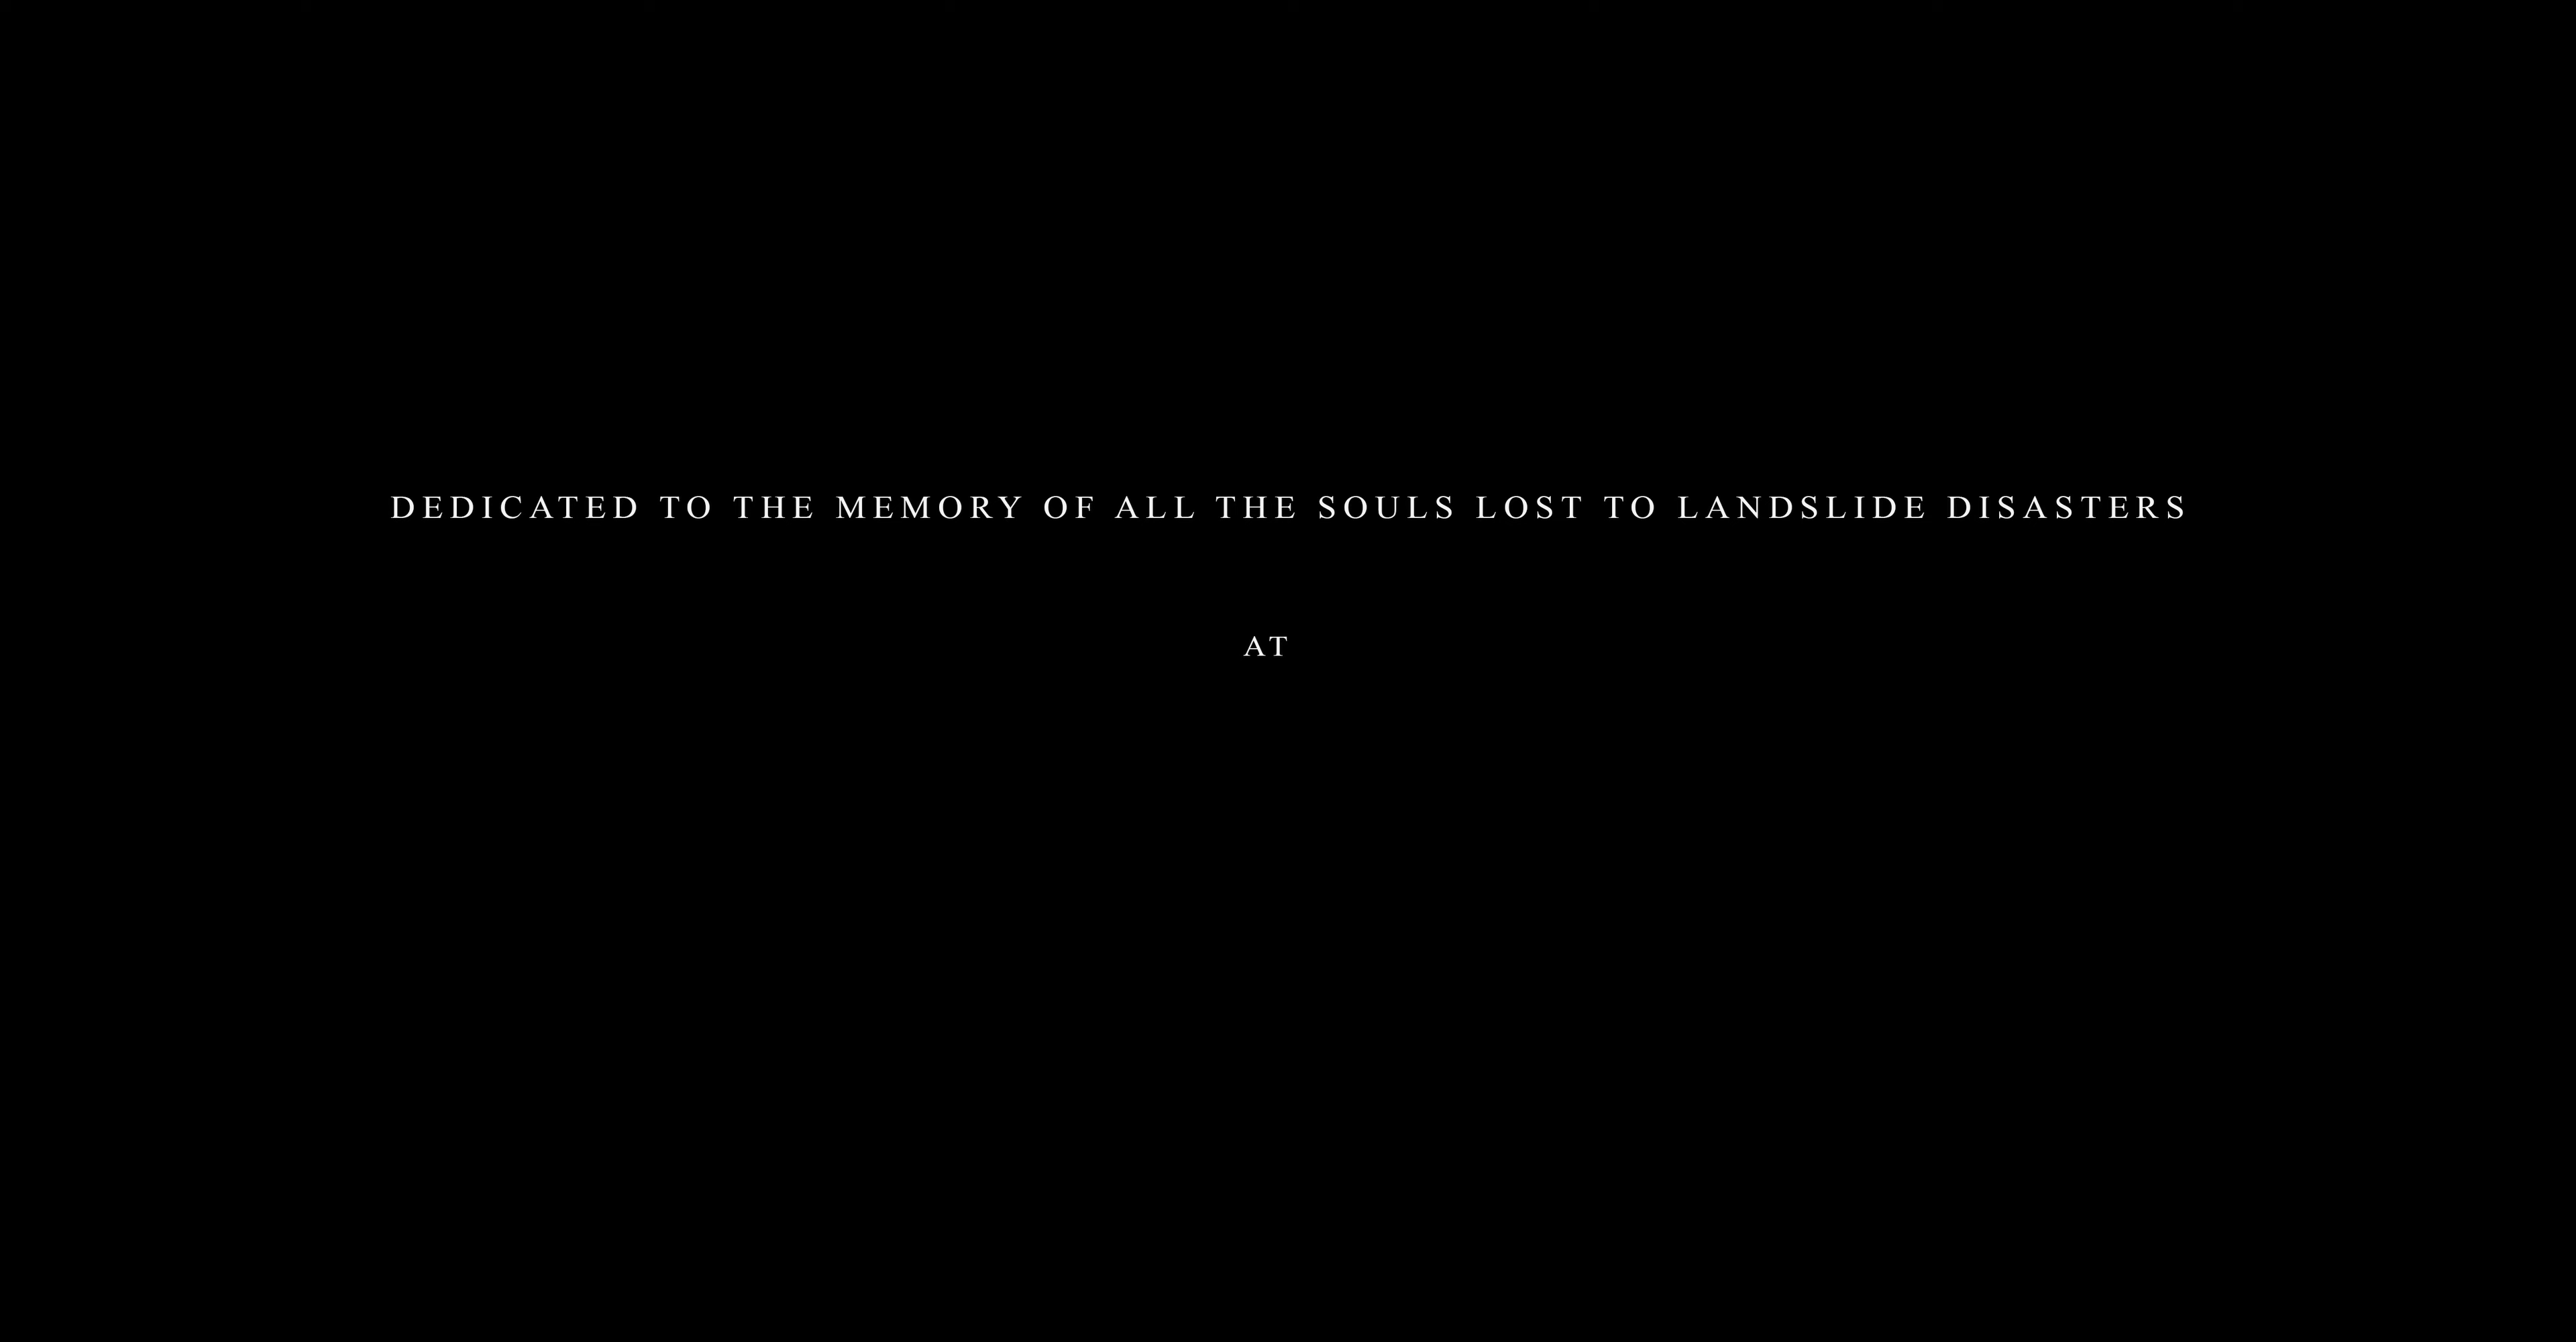 DEDICATED TO THE MEMORY OF ALL THE SOULS LOST TO LANDSLIDE DISASTERS
AT